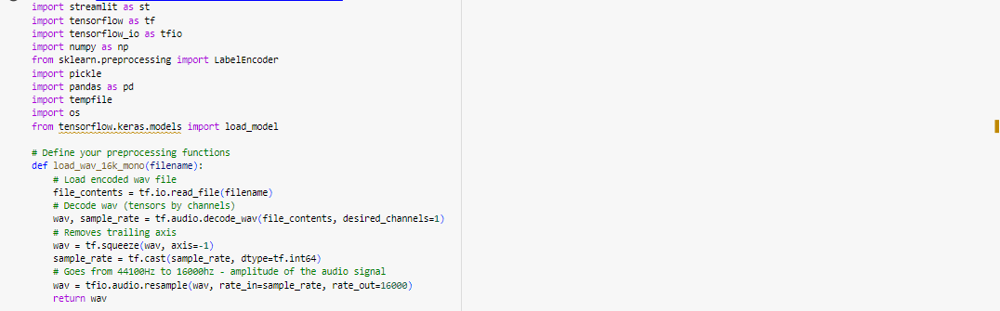 import streamlit as st
import tensorflow as tf
import tensorflow_io as tfio
import numpy as np
from sklearn.preprocessing import LabelEncoder
import pickle
import pandas as pd
import tempfile
import os
from tensorflow.keras.models import load_model
# Define your preprocessing functions
def load_wav_16k_mono(filename):
    # Load encoded wav file
    file_contents = tf.io.read_file(filename)
    # Decode wav (tensors by channels)
    wav, sample_rate = tf.audio.decode_wav(file_contents, desired_channels=1)
    # Removes trailing axis
    wav = tf.squeeze(wav, axis=-1)
    sample_rate = tf.cast(sample_rate, dtype=tf.int64)
    # Goes from 44100Hz to 16000hz - amplitude of the audio signal
    wav = tfio.audio.resample(wav, rate_in=sample_rate, rate_out=16000)
    return wav